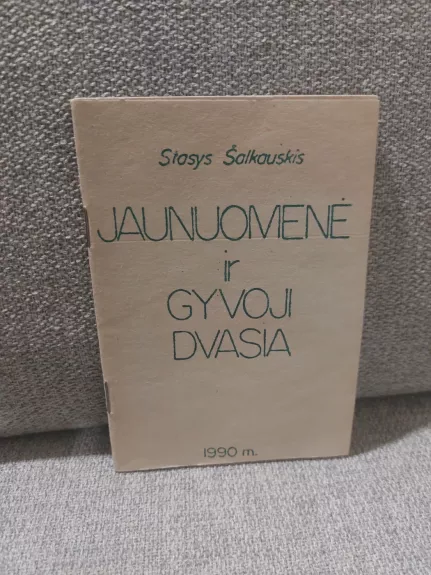 Stasys Šalkauskis
JAUNUOMENĖ
ir
GYVOJI
DVASIA
1990 m.